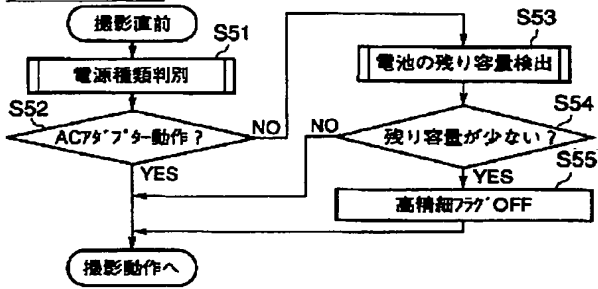 撮影直前
S51
電源種類判別
S52
ACｱﾀﾞﾌﾟﾀｰ動作？
NO
YES
S53
電池の残り容量検出
S54
残り容量が少ない？
NO
YES
S55
高精細ﾌﾗｸﾞOFF
撮影動作へ